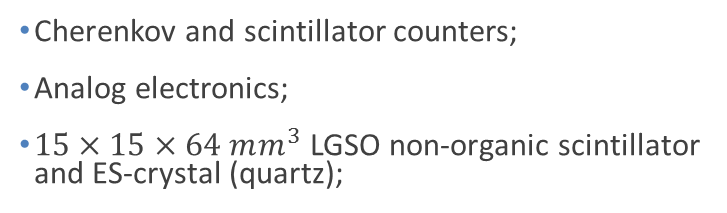 •Cherenkov and scintillator counters;
•Analog electronics;
•15 × 15 × 64 mm³ LGSO non-organic scintillator
and ES-crystal (quartz);